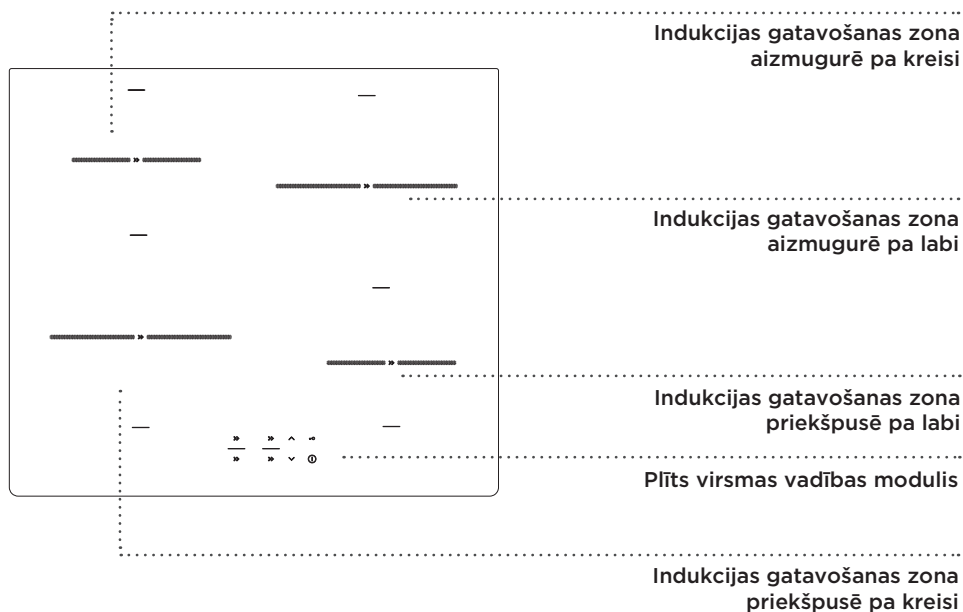 Indukcijas gatavošanas zona
aizmugurē pa kreisi
Indukcijas gatavošanas zona
aizmugurē pa labi
Indukcijas gatavošanas zona
priekšpusē pa labi
Plīts virsmas vadības modulis
Indukcijas gatavošanas zona
priekšpusē pa kreisi